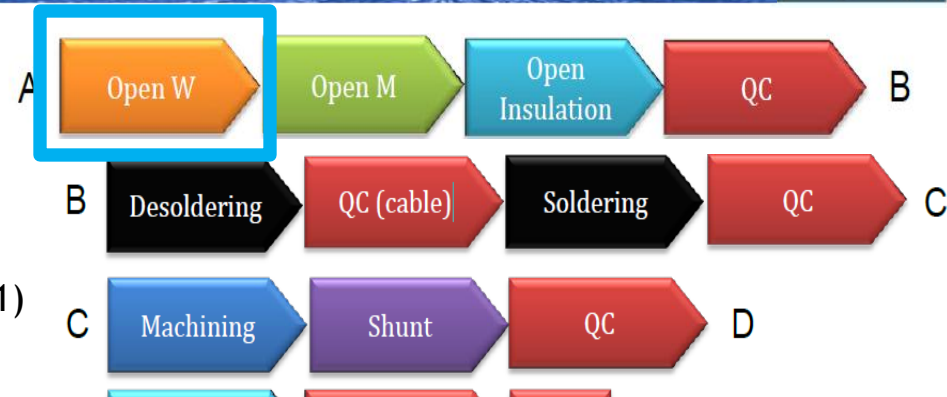 A Open W Open M Open Insulation QC B
B Desoldering QC (cable) Soldering QC C
1)
C Machining Shunt QC D